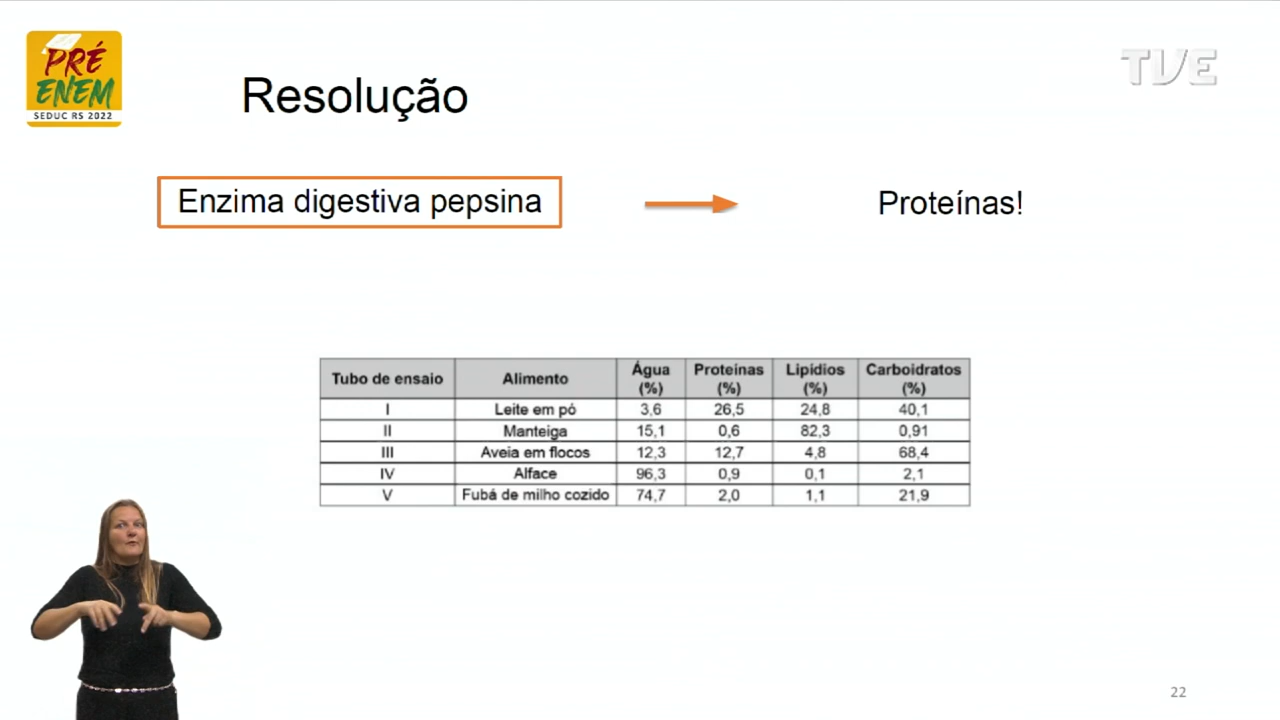 PRÉ
ENEM
SEDUC RS 2022
TVE
Resolução
Enzima digestiva pepsina
Proteínas!
Tubo de ensaio Alimento Água (%) Proteínas (%) Lipídios (%) Carboidratos (%)
I Leite em pó 3,6 26,5 24,8 40,1
II Manteiga 15,1 0,6 82,3 0,91
III Aveia em flocos 12,3 12,7 4,8 68,4
IV Alface 96,3 0,9 0,1 2,1
V Fubá de milho cozido 74,7 2,0 1,1 21,9
22